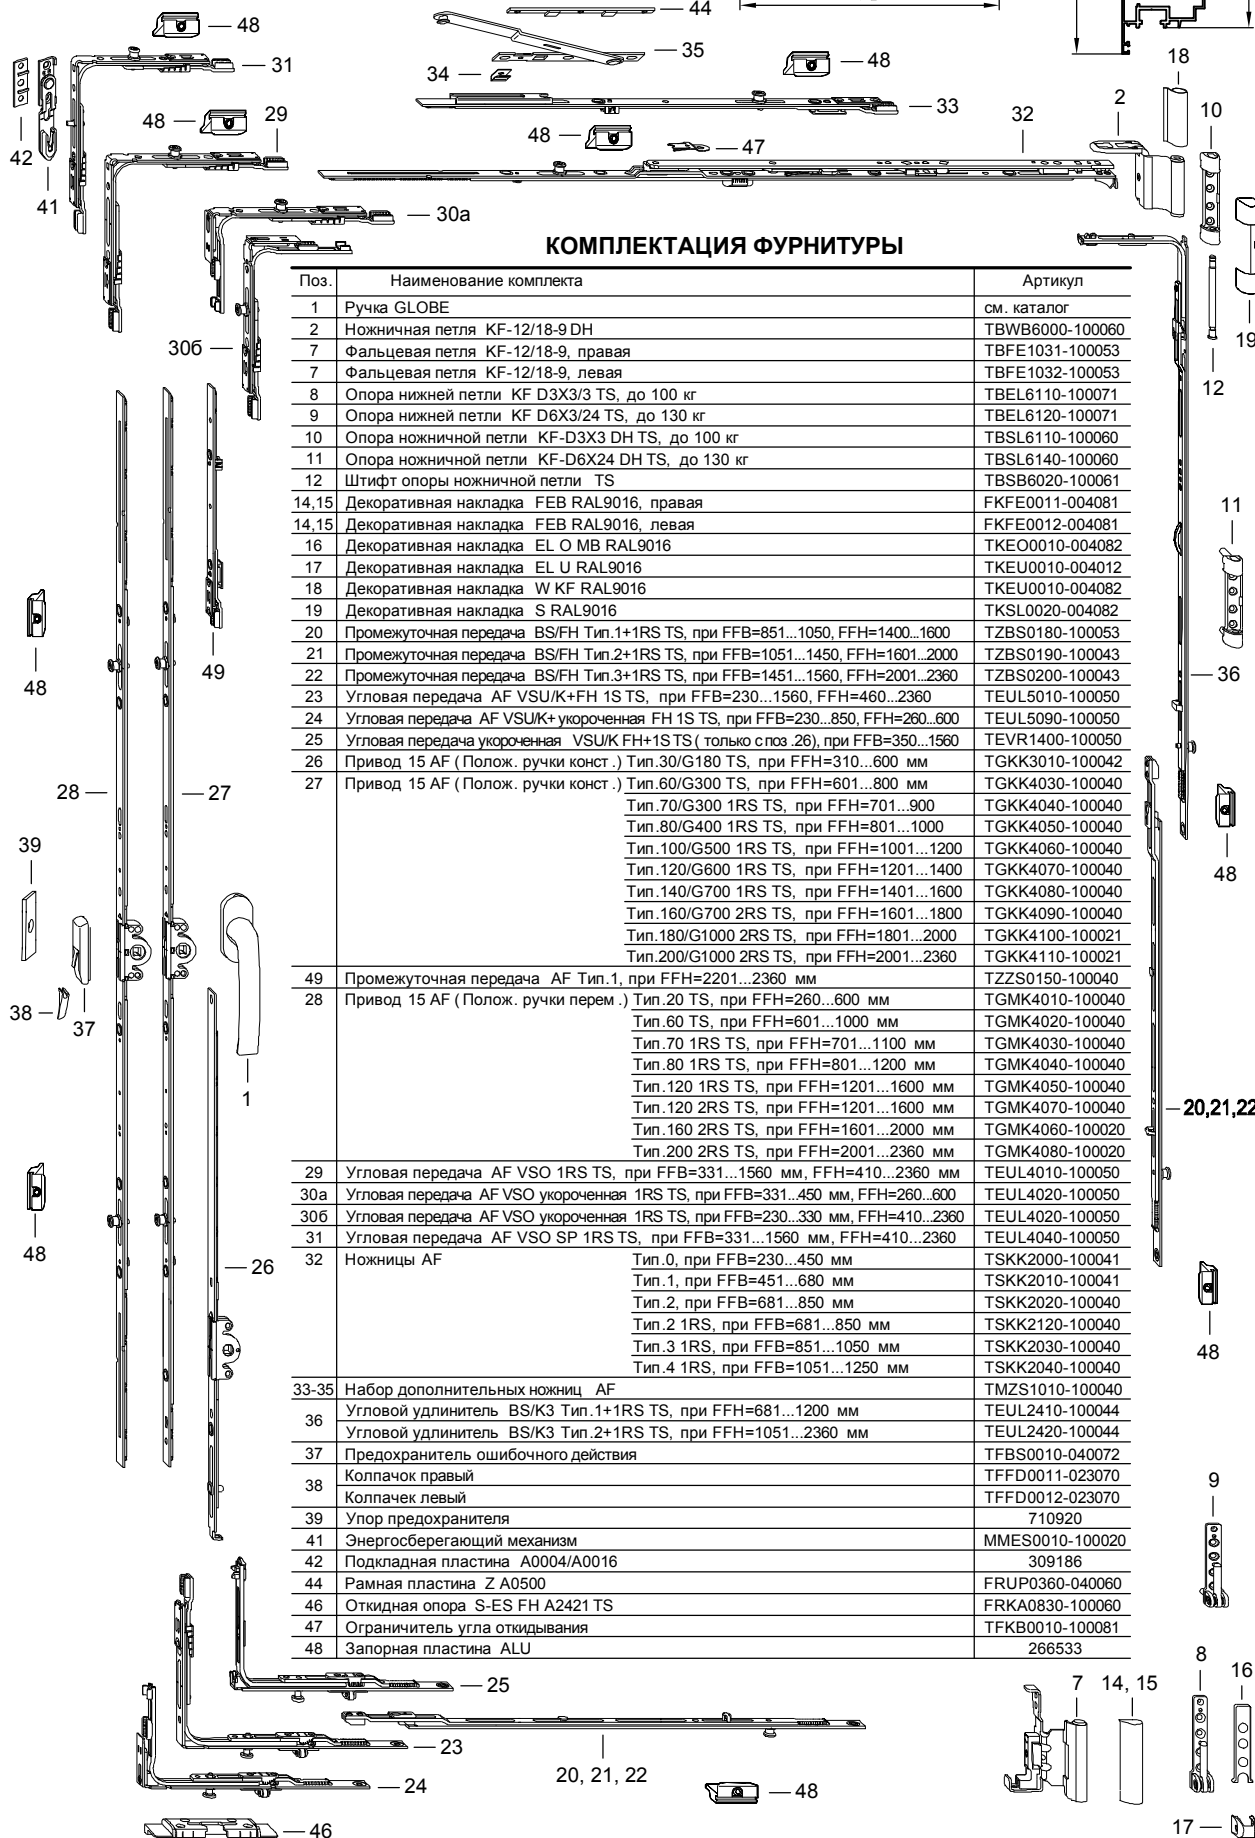 48
44
35
31
34
48
33
18
2
10
32
42
41
48
29
48
47
30а
КОМПЛЕКТАЦИЯ ФУРНИТУРЫ
Поз. Наименование комплекта Артикул
1 Ручка GLOBE см. каталог
2 Ножничная петля KF-12/18-9 DH TBWB6000-100060
7 Фальцевая петля KF-12/18-9, правая TBFE1031-100053
7 Фальцевая петля KF-12/18-9, левая TBFE1032-100053
8 Опора нижней петли KF D3X3/3 TS, до 100 кг TBEL6110-100071
9 Опора нижней петли KF D6X3/24 TS, до 130 кг TBEL6120-100071
10 Опора ножничной петли KF-D3X3 DH TS, до 100 кг TBSL6110-100060
11 Опора ножничной петли KF-D6X24 DH TS, до 130 кг TBSL6140-100060
12 Штифт опоры ножничной петли TS TBSB6020-100061
14,15 Декоративная накладка FEB RAL9016, правая FKFE0011-004081
14,15 Декоративная накладка FEB RAL9016, левая FKFE0012-004081
16 Декоративная накладка EL O MB RAL9016 TKEO0010-004082
17 Декоративная накладка EL U RAL9016 TKEU0010-004012
18 Декоративная накладка W KF RAL9016 TKEU0010-004082
19 Декоративная накладка S RAL9016 TKSL0020-004082
20 Промежуточная передача BS/FH Тип.1+1RS TS, при FFB=851...1050, FFH=1400...1600 TZBS0180-100053
21 Промежуточная передача BS/FH Тип.2+1RS TS, при FFB=1051...1450, FFH=1601...2000 TZBS0190-100043
22 Промежуточная передача BS/FH Тип.3+1RS TS, при FFB=1451...1560, FFH=2001...2360 TZBS0200-100043
23 Угловая передача AF VSU/K+FH 1S TS, при FFB=230...1560, FFH=460...2360 TEUL5010-100050
24 Угловая передача AF VSU/K+ укороченная FH 1S TS, при FFB=230...850, FFH=260...600 TEUL5090-100050
25 Угловая передача укороченная VSU/K FH+1S TS ( только с поз .26), при FFB=350...1560 TEVR1400-100050
26 Привод 15 AF ( Полож. ручки конст .) Тип.30/G180 TS, при FFH=310...600 мм TGKK3010-100042
27 Привод 15 AF ( Полож. ручки конст .) Тип.60/G300 TS, при FFH=601...800 мм TGKK4030-100040
Тип.70/G300 1RS TS, при FFH=701...900 TGKK4040-100040
Тип.80/G400 1RS TS, при FFH=801...1000 TGKK4050-100040
Тип.100/G500 1RS TS, при FFH=1001...1200 TGKK4060-100040
Тип.120/G600 1RS TS, при FFH=1201...1400 TGKK4070-100040
Тип.140/G700 1RS TS, при FFH=1401...1600 TGKK4080-100040
Тип.160/G700 2RS TS, при FFH=1601...1800 TGKK4090-100040
Тип.180/G1000 2RS TS, при FFH=1801...2000 TGKK4100-100021
Тип.200/G1000 2RS TS, при FFH=2001...2360 TGKK4110-100021
49 Промежуточная передача AF Тип.1, при FFH=2201...2360 мм TZZS0150-100040
28 Привод 15 AF ( Полож. ручки перем .) Тип.20 TS, при FFH=260...600 мм TGMK4010-100040
Тип.60 TS, при FFH=601...1000 мм TGMK4020-100040
Тип.70 1RS TS, при FFH=701...1100 мм TGMK4030-100040
Тип.80 1RS TS, при FFH=801...1200 мм TGMK4040-100040
Тип.120 1RS TS, при FFH=1201...1600 мм TGMK4050-100040
Тип.120 2RS TS, при FFH=1201...1600 мм TGMK4070-100040
Тип.160 2RS TS, при FFH=1601...2000 мм TGMK4060-100020
Тип.200 2RS TS, при FFH=2001...2360 мм TGMK4080-100020
29 Угловая передача AF VSO 1RS TS, при FFB=331...1560 мм, FFH=410...2360 мм TEUL4010-100050
30а Угловая передача AF VSO укороченная 1RS TS, при FFB=331...450 мм, FFH=260...600 TEUL4020-100050
30б Угловая передача AF VSO укороченная 1RS TS, при FFB=230...330 мм, FFH=410...2360 TEUL4020-100050
31 Угловая передача AF VSO SP 1RS TS, при FFB=331...1560 мм, FFH=410...2360 TEUL4040-100050
32 Ножницы AF Тип.0, при FFB=230...450 мм TSKK2000-100041
Тип.1, при FFB=451...680 мм TSKK2010-100041
Тип.2, при FFB=681...850 мм TSKK2020-100040
Тип.2 1RS, при FFB=681...850 мм TSKK2120-100040
Тип.3 1RS, при FFB=851...1050 мм TSKK2030-100040
Тип.4 1RS, при FFB=1051...1250 мм TSKK2040-100040
33-35 Набор дополнительных ножниц AF TMZS1010-100040
36 Угловой удлинитель BS/K3 Тип.1+1RS TS, при FFH=681...1200 мм TEUL2410-100044
Угловой удлинитель BS/K3 Тип.2+1RS TS, при FFH=1051...2360 мм TEUL2420-100044
37 Предохранитель ошибочного действия TFBS0010-040072
38 Колпачок правый TFFD0011-023070
Колпачек левый TFFD0012-023070
39 Упор предохранителя 710920
41 Энергосберегающий механизм MMES0010-100020
42 Подкладная пластина A0004/A0016 309186
44 Рамная пластина Z A0500 FRUP0360-040060
46 Откидная опора S-ES FH A2421 TS FRKA0830-100060
47 Ограничитель угла откидывания TFKB0010-100081
48 Запорная пластина ALU 266533
30б
19
12
11
48
49
36
28
27
39
48
38
37
1
20,21,22
48
26
48
9
25
23
24
20, 21, 22
48
46
7
14, 15
8
16
17